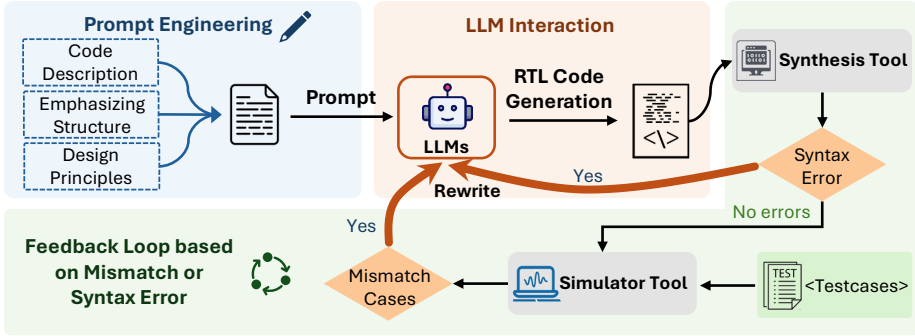 Prompt Engineering
Code
Description
Emphasizing
Structure
Design
Principles
Prompt
LLM Interaction
LLMs
RTL Code
Generation
</>
Synthesis Tool
Syntax
Error
Yes
Rewrite
No errors
Yes
Feedback Loop based
on Mismatch or
Syntax Error
Mismatch
Cases
Simulator Tool
TEST
<Testcases>